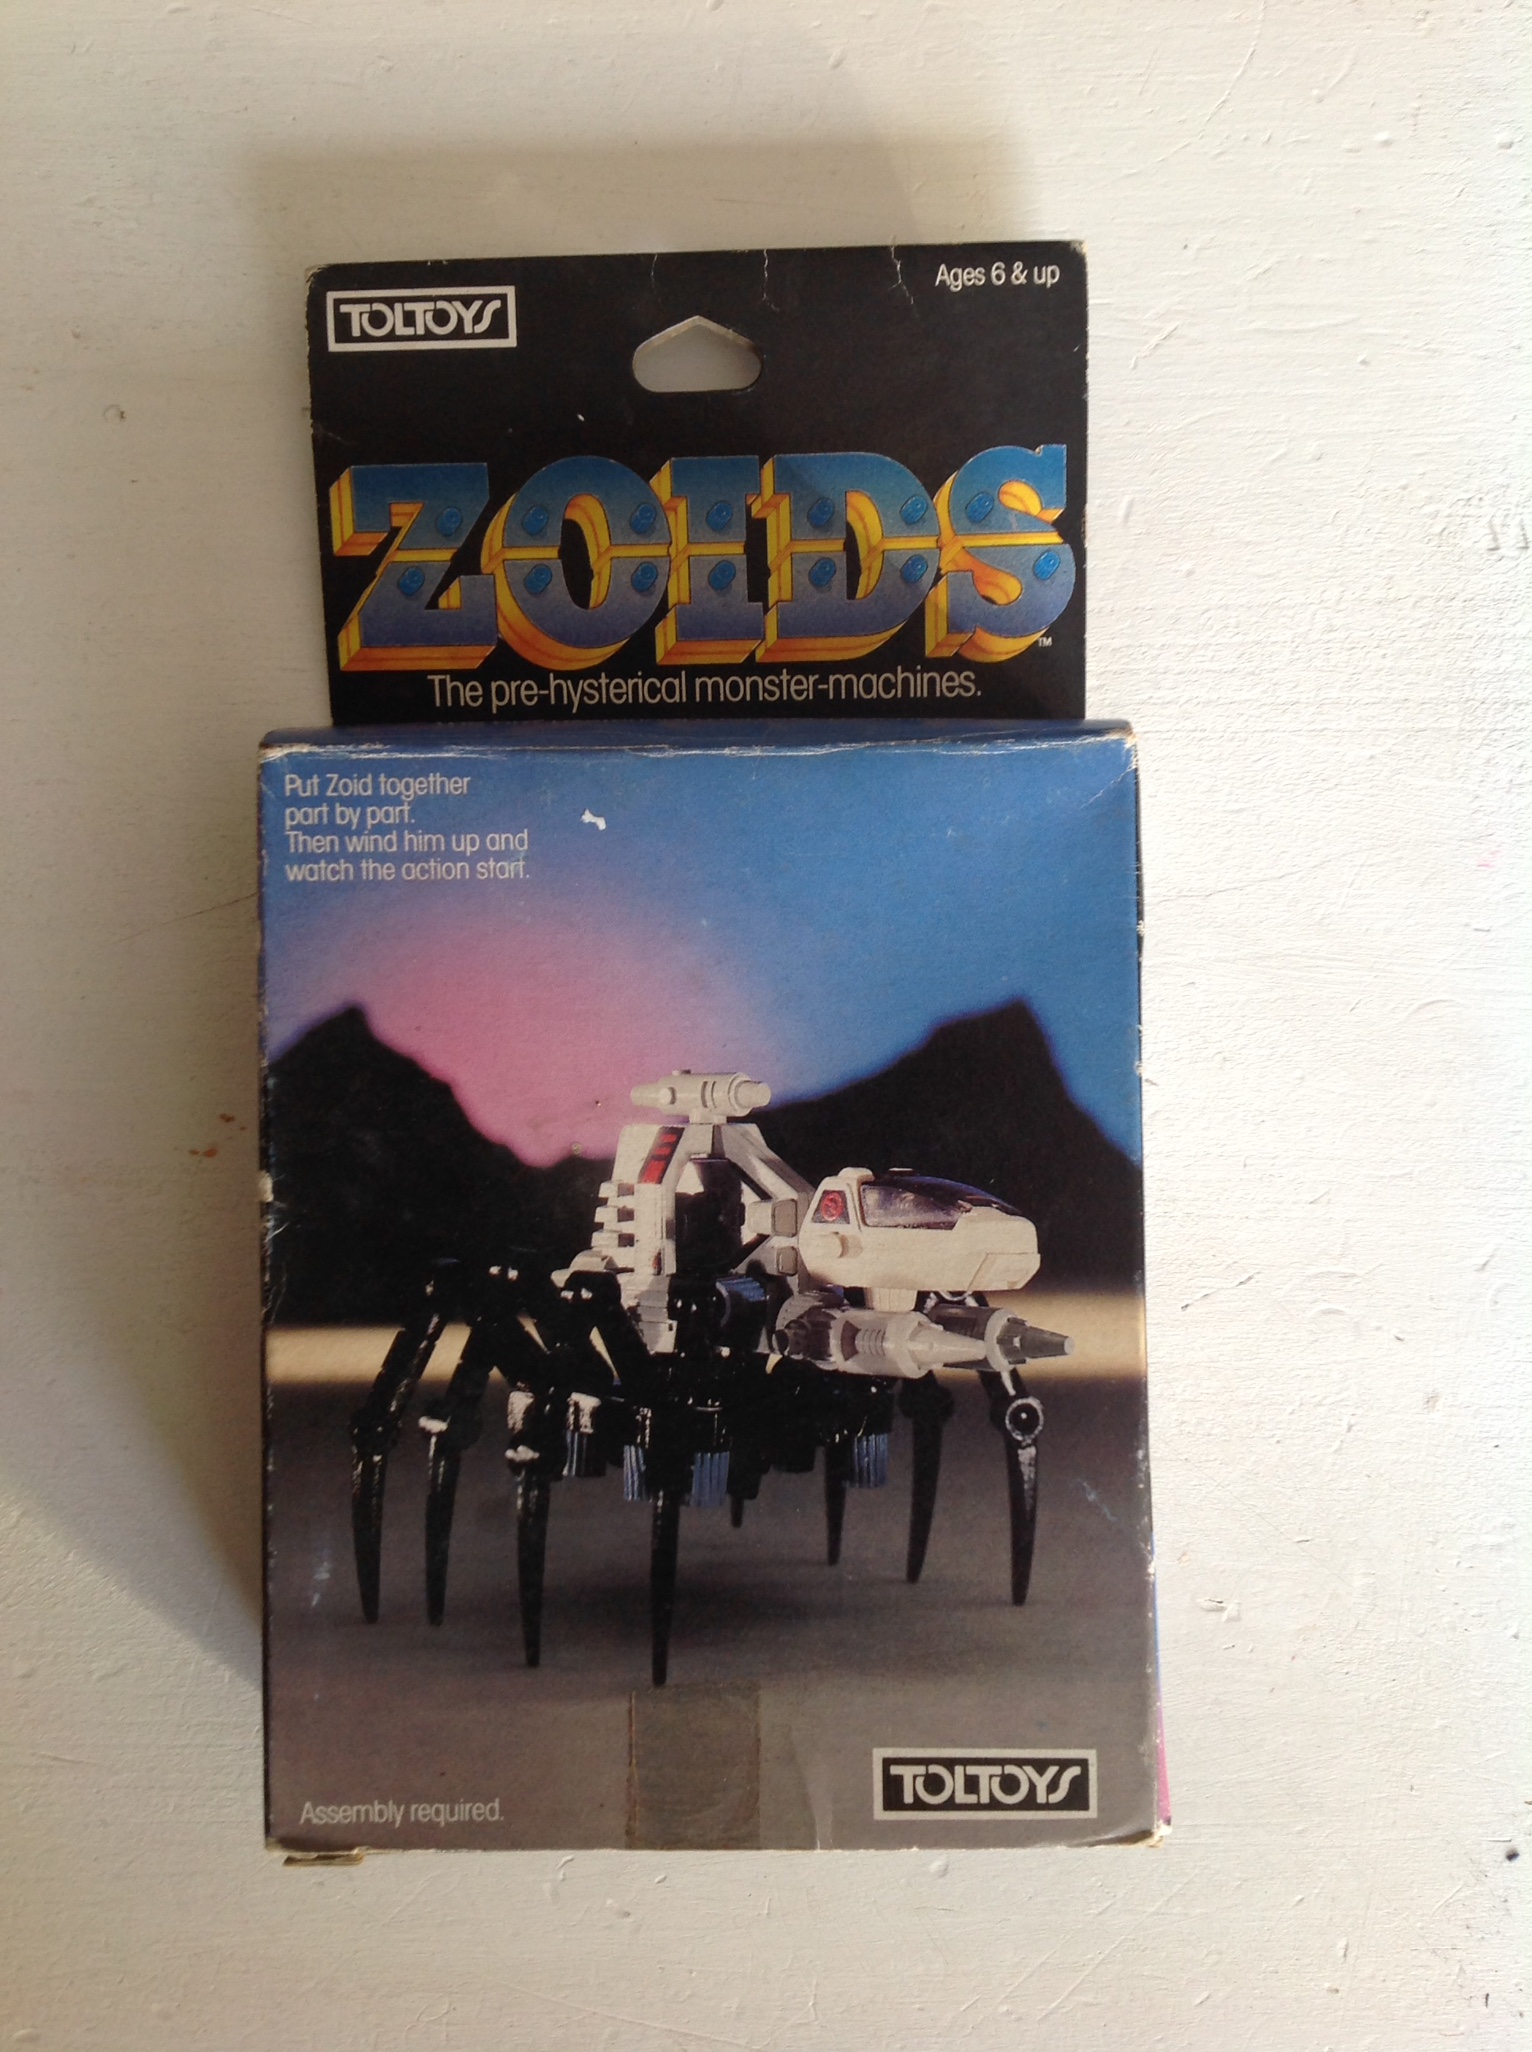 TOLTOYS
Ages 6 & up
ZOIDS™
The pre-hysterical monster-machines.
Put Zoid together
part by part.
Then wind him up and
watch the action start.
Assembly required.
TOLTOYS